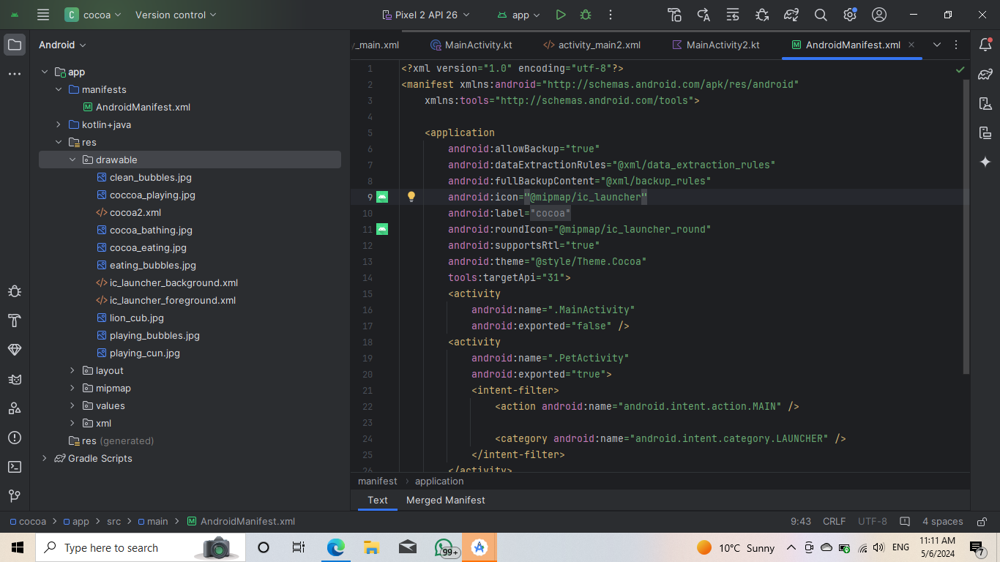 C cocoa Version control Pixel 2 API 26 app
Android
_main.xml MainActivity.kt activity_main2.xml MainActivity2.kt AndroidManifest.xml
app
manifests
AndroidManifest.xml
kotlin+java
res
drawable
clean_bubbles.jpg
coccoa_playing.jpg
cocoa2.xml
cocoa_bathing.jpg
cocoa_eating.jpg
eating_bubbles.jpg
ic_launcher_background.xml
ic_launcher_foreground.xml
lion_cub.jpg
playing_bubbles.jpg
playing_cun.jpg
layout
mipmap
values
xml
res (generated)
Gradle Scripts
1 <?xml version="1.0" encoding="utf-8"?>
2 <manifest xmlns:android="http://schemas.android.com/apk/res/android"
3 xmlns:tools="http://schemas.android.com/tools">
4
5 <application
6 android:allowBackup="true"
7 android:dataExtractionRules="@xml/data_extraction_rules"
8 android:fullBackupContent="@xml/backup_rules"
9 android:icon="@mipmap/ic_launcher"
10 android:label="cocoa"
11 android:roundIcon="@mipmap/ic_launcher_round"
12 android:supportsRtl="true"
13 android:theme="@style/Theme.Cocoa"
14 tools:targetApi="31">
15 <activity
16 android:name=".MainActivity"
17 android:exported="false" />
18 <activity
19 android:name=".PetActivity"
20 android:exported="true">
21 <intent-filter>
22 <action android:name="android.intent.action.MAIN" />
23
24 <category android:name="android.intent.category.LAUNCHER" />
25 </intent-filter>
26 </activity>
manifest › application
Text Merged Manifest
cocoa > app > src > main > AndroidManifest.xml 9:43 CRLF UTF-8 4 spaces
Type here to search 99+ 10°C Sunny ENG 11:11 AM
5/6/2024 7